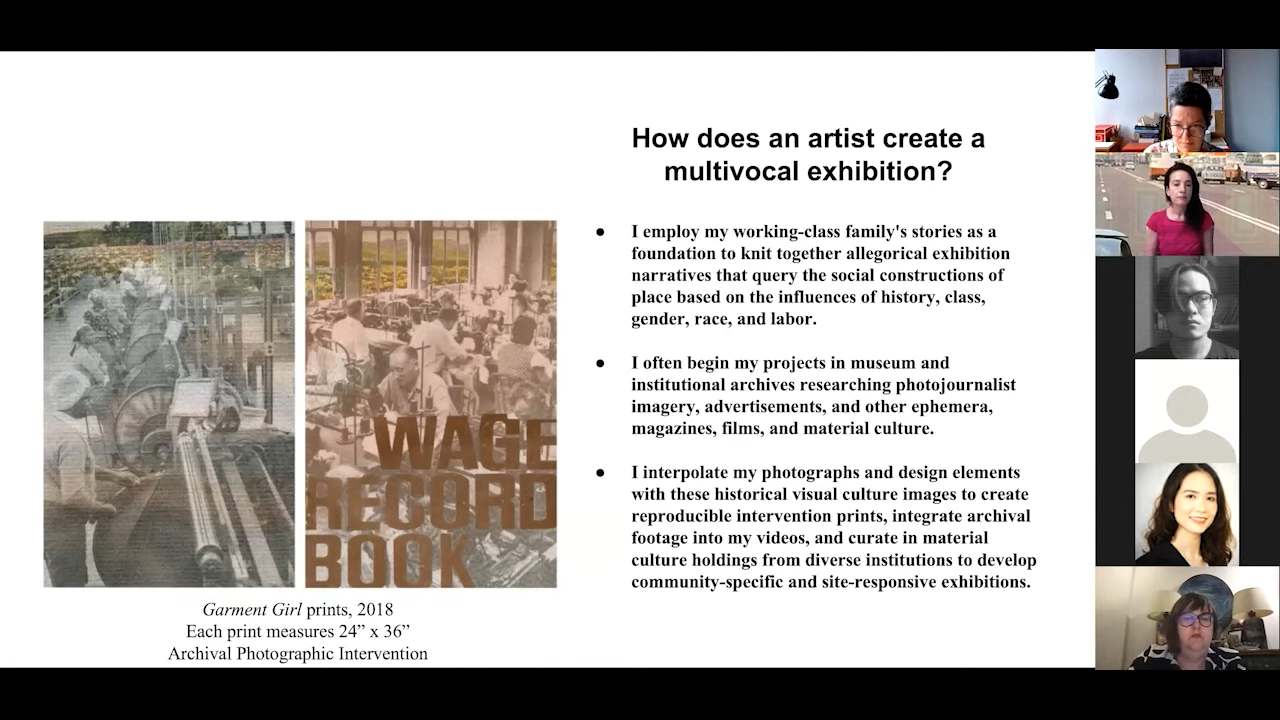 How does an artist create a
multivocal exhibition?
● I employ my working-class family's stories as a
foundation to knit together allegorical exhibition
narratives that query the social constructions of
place based on the influences of history, class,
gender, race, and labor.
● I often begin my projects in museum and
institutional archives researching photojournalist
imagery, advertisements, and other ephemera,
magazines, films, and material culture.
● I interpolate my photographs and design elements
with these historical visual culture images to create
reproducible intervention prints, integrate archival
footage into my videos, and curate in material
culture holdings from diverse institutions to develop
community-specific and site-responsive exhibitions.
WAGE
RECORD
BOOK
Garment Girl prints, 2018
Each print measures 24” x 36”
Archival Photographic Intervention